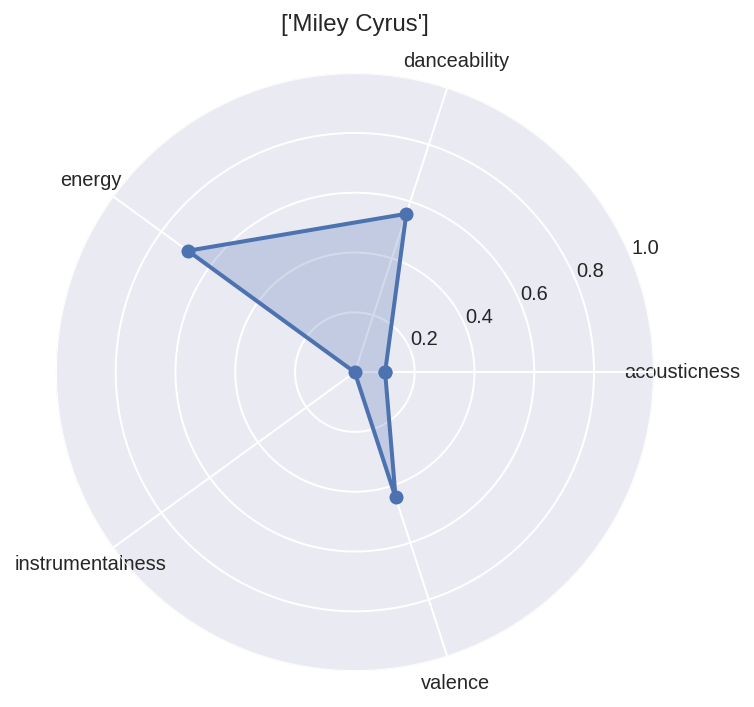 ['Miley Cyrus']
danceability
energy
1.0
0.8
0.6
0.4
0.2
acousticness
instrumentalness
valence